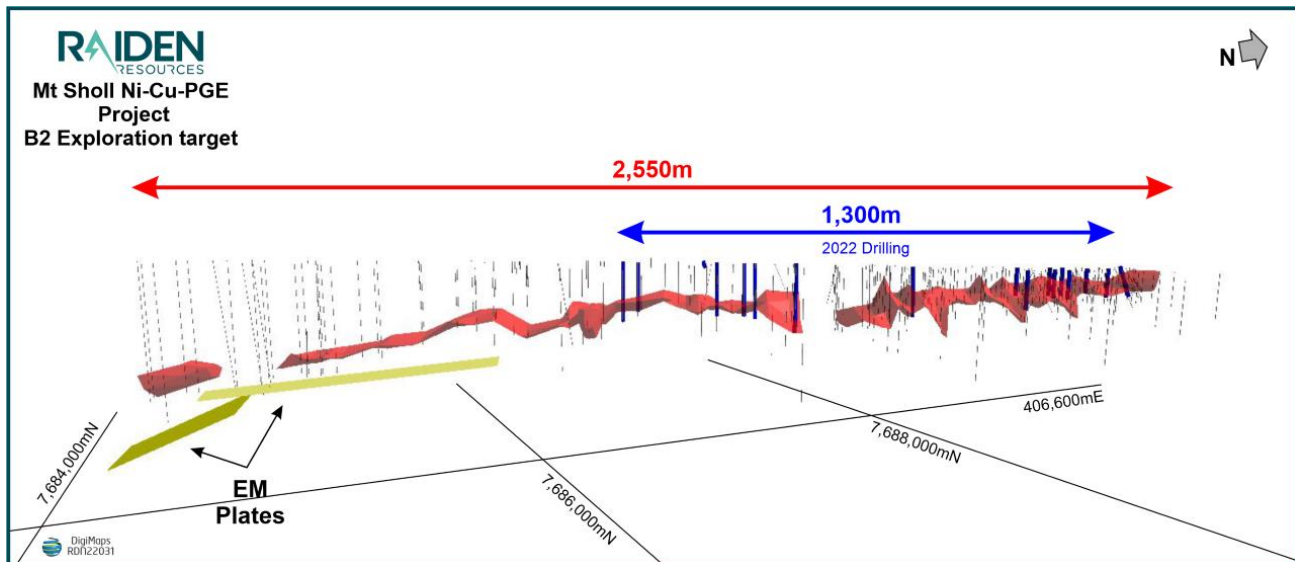 RAIDEN
RESOURCES
Mt Sholl Ni-Cu-PGE
Project
B2 Exploration target
N
2,550m
1,300m
2022 Drilling
406,600mE
7,688,000mN
7,684,000mN
7,686,000mN
EM
Plates
DigiMaps
RDN22031